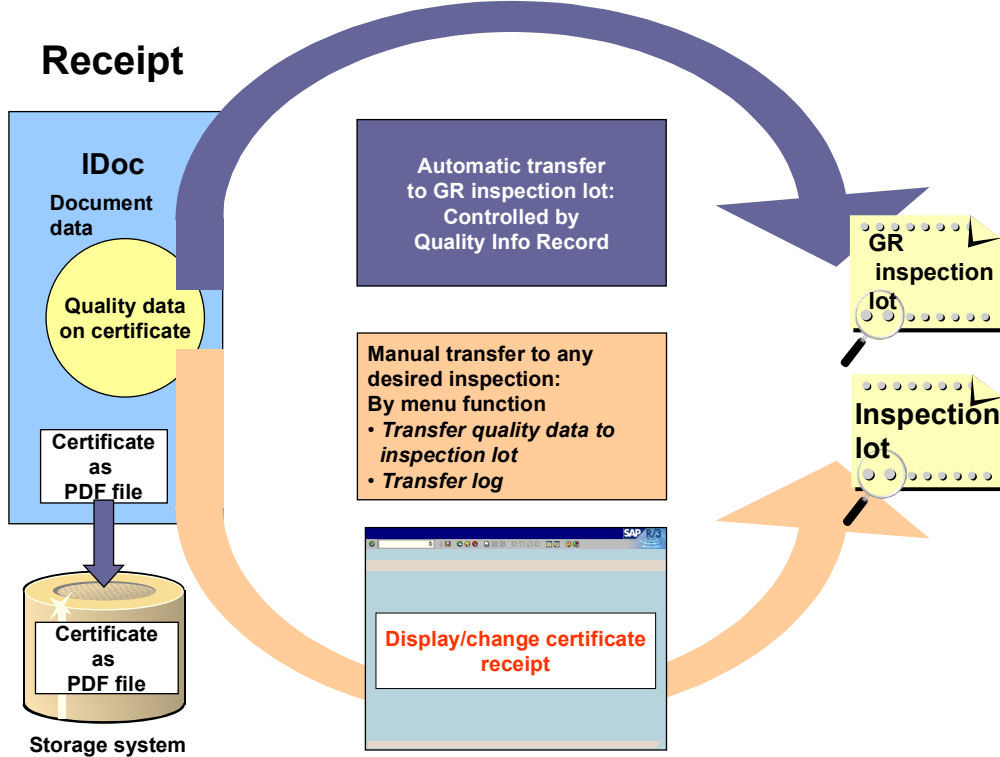 Receipt
IDoc
Document
data
Quality data
on certificate
Certificate
as
PDF file
Certificate
as
PDF file
Storage system
Automatic transfer
to GR inspection lot:
Controlled by
Quality Info Record
Manual transfer to any
desired inspection:
By menu function
• Transfer quality data to
inspection lot
• Transfer log
SAP R/3
Display/change certificate
receipt
GR
inspection
lot
Inspection
lot